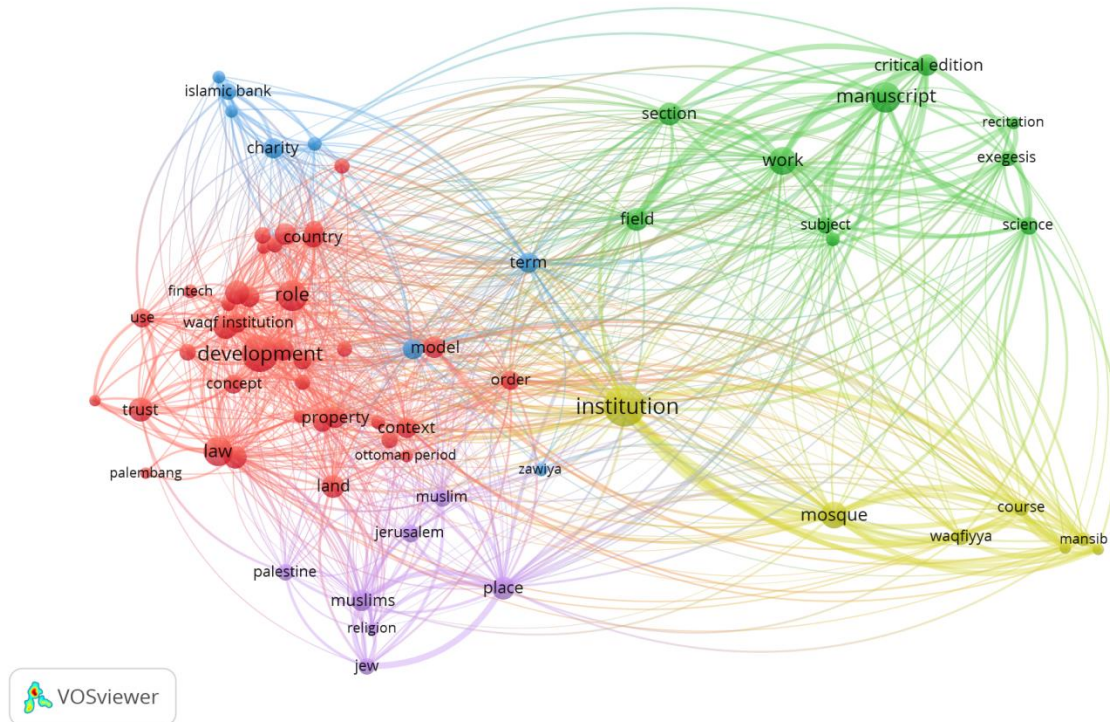 critical edition
islamic bank
manuscript
section
recitation
charity
work
exegesis
field
subject
science
country
term
fintech
role
use
waqf institution
development
model
concept
order
trust
property
institution
context
law
ottoman period
palembang
zawiya
land
muslim
course
mosque
jerusalem
waqfiyya
mansib
palestine
place
muslims
religion
jew
VOSviewer